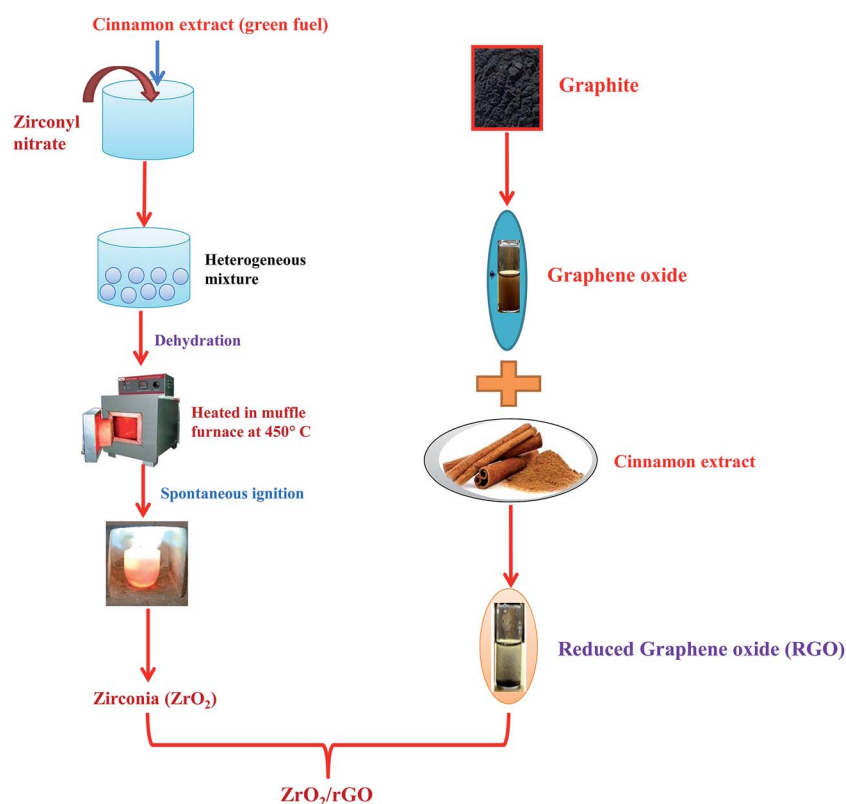 Cinnamon extract (green fuel)
Zirconyl
nitrate
Heterogeneous
mixture
Dehydration
Heated in muffle
furnace at 450° C
Spontaneous ignition
Zirconia (ZrO₂)
Graphite
Graphene oxide
Cinnamon extract
Reduced Graphene oxide (RGO)
ZrO₂/rGO